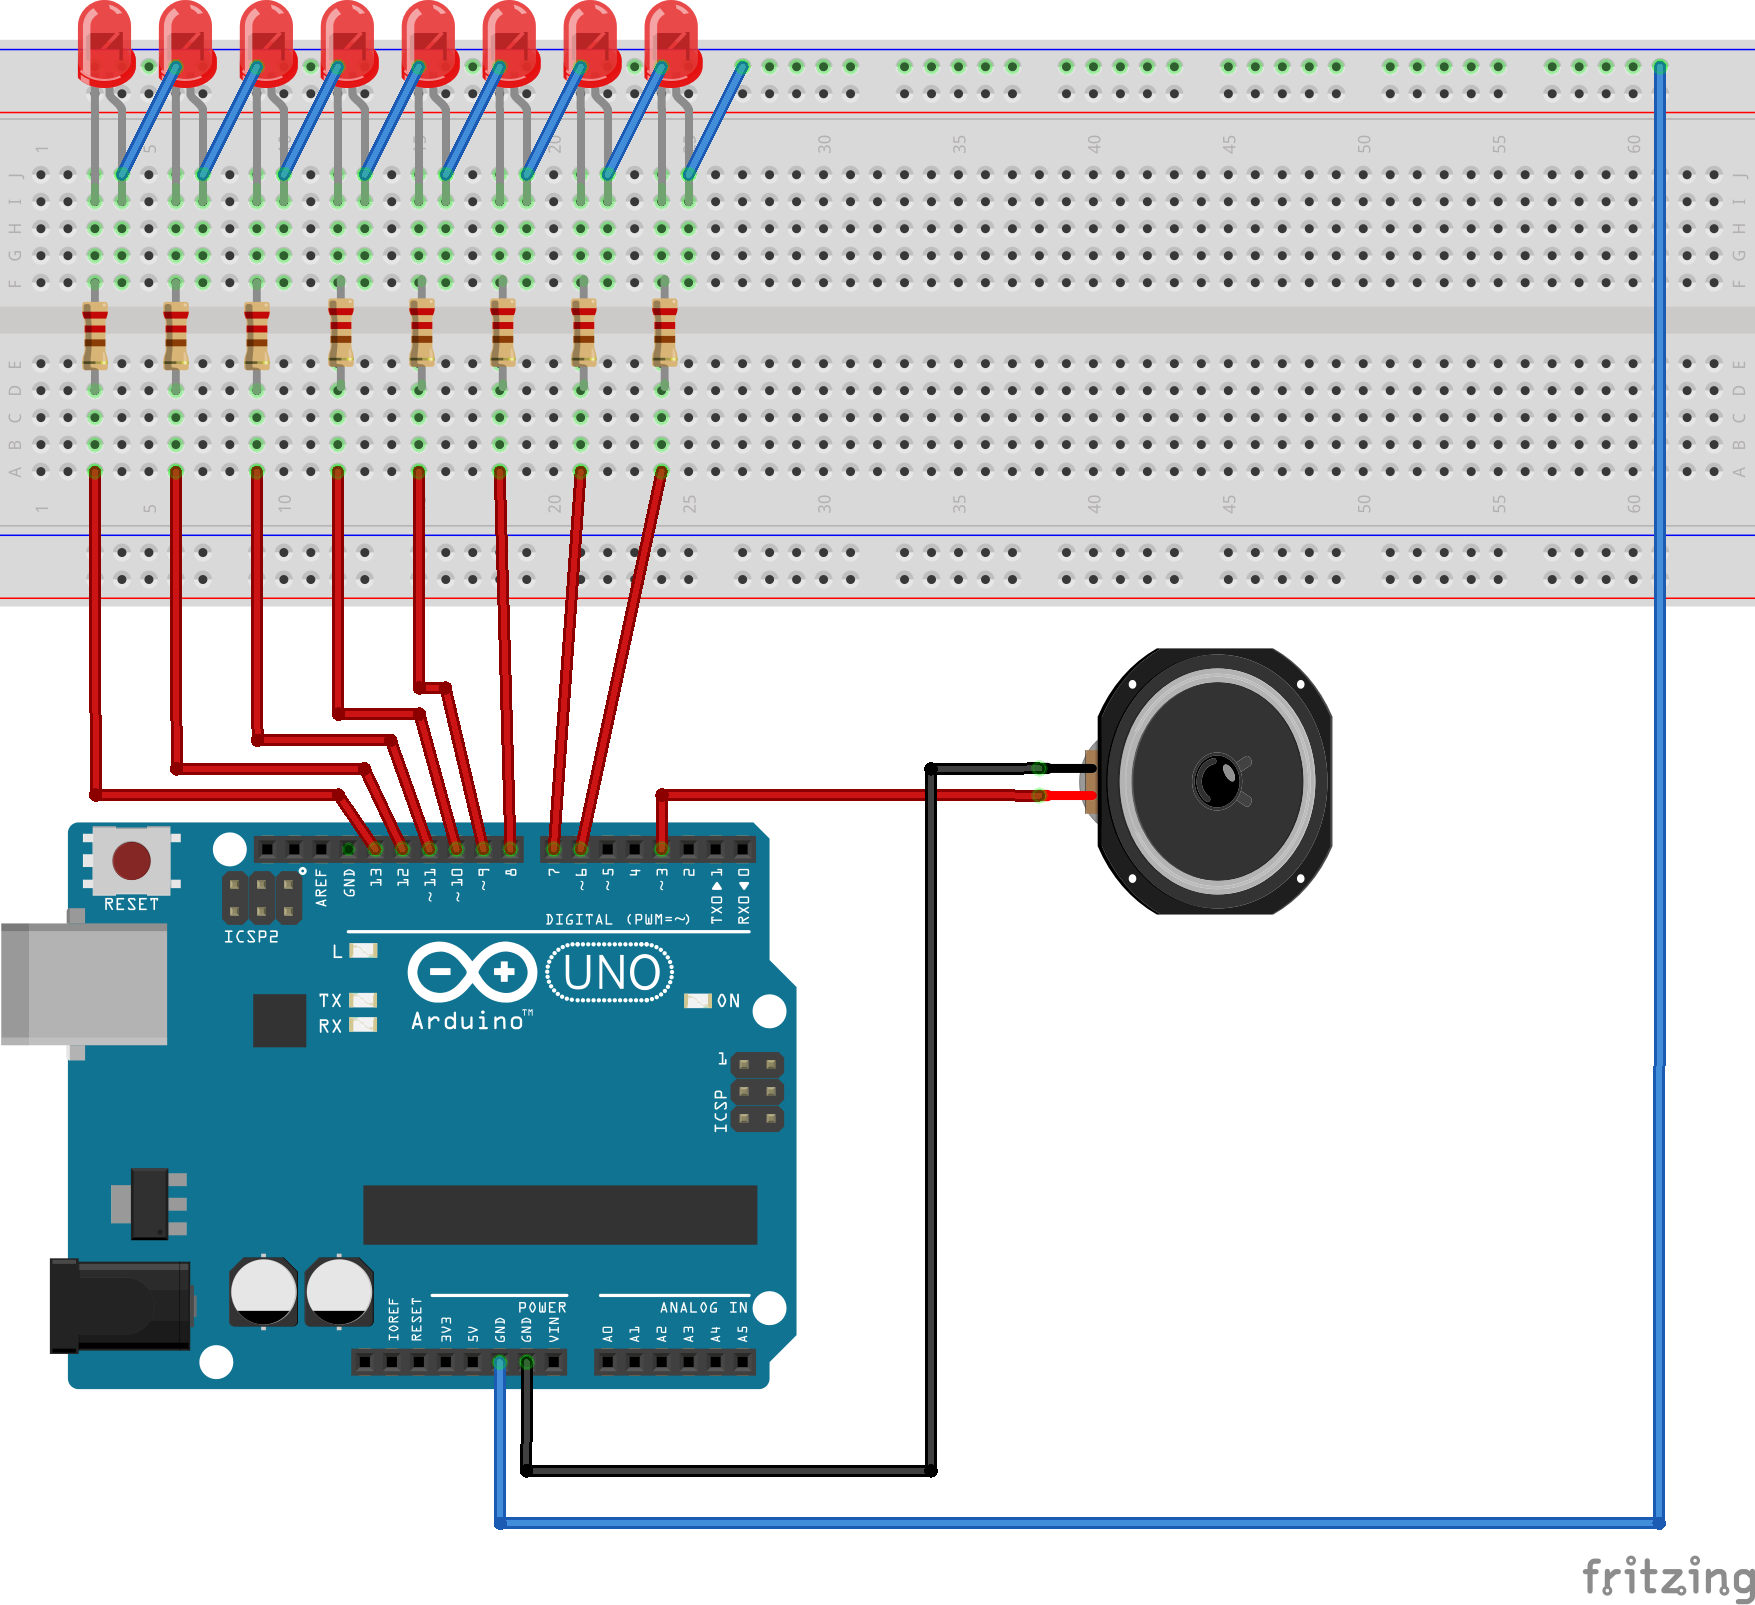 1 5 10 15 20 25 30 35 40 45 50 55 60
J J
I I
H H
G G
F F
E E
D D
C C
B B
A A
1 5 10 15 20 25 30 35 40 45 50 55 60
RESET
ICSP2
AREF GND 13 12 ~11 ~10 ~9 8 7 ~6 ~5 4 ~3 2 TX0▶1 RX0◀0
DIGITAL (PWM=~)
L
TX
RX
UNO
Arduino™
ON
1
ICSP
IOREF RESET 3V3 5V GND GND VIN A0 A1 A2 A3 A4 A5
POWER
ANALOG IN
fritzing